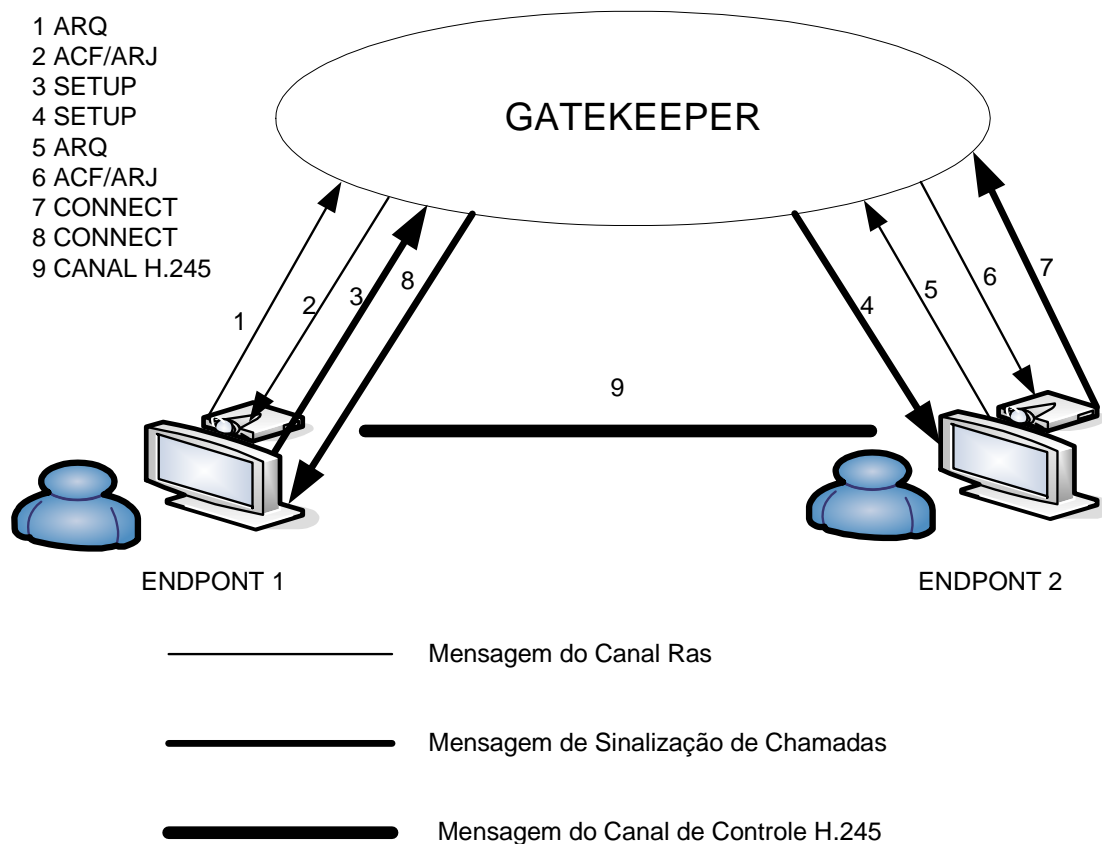 1 ARQ
2 ACF/ARJ
3 SETUP
4 SETUP
5 ARQ
6 ACF/ARJ
7 CONNECT
8 CONNECT
9 CANAL H.245
GATEKEEPER
1
2
3
8
4
5
6
7
9
ENDPONT 1
ENDPONT 2
Mensagem do Canal Ras
Mensagem de Sinalização de Chamadas
Mensagem do Canal de Controle H.245